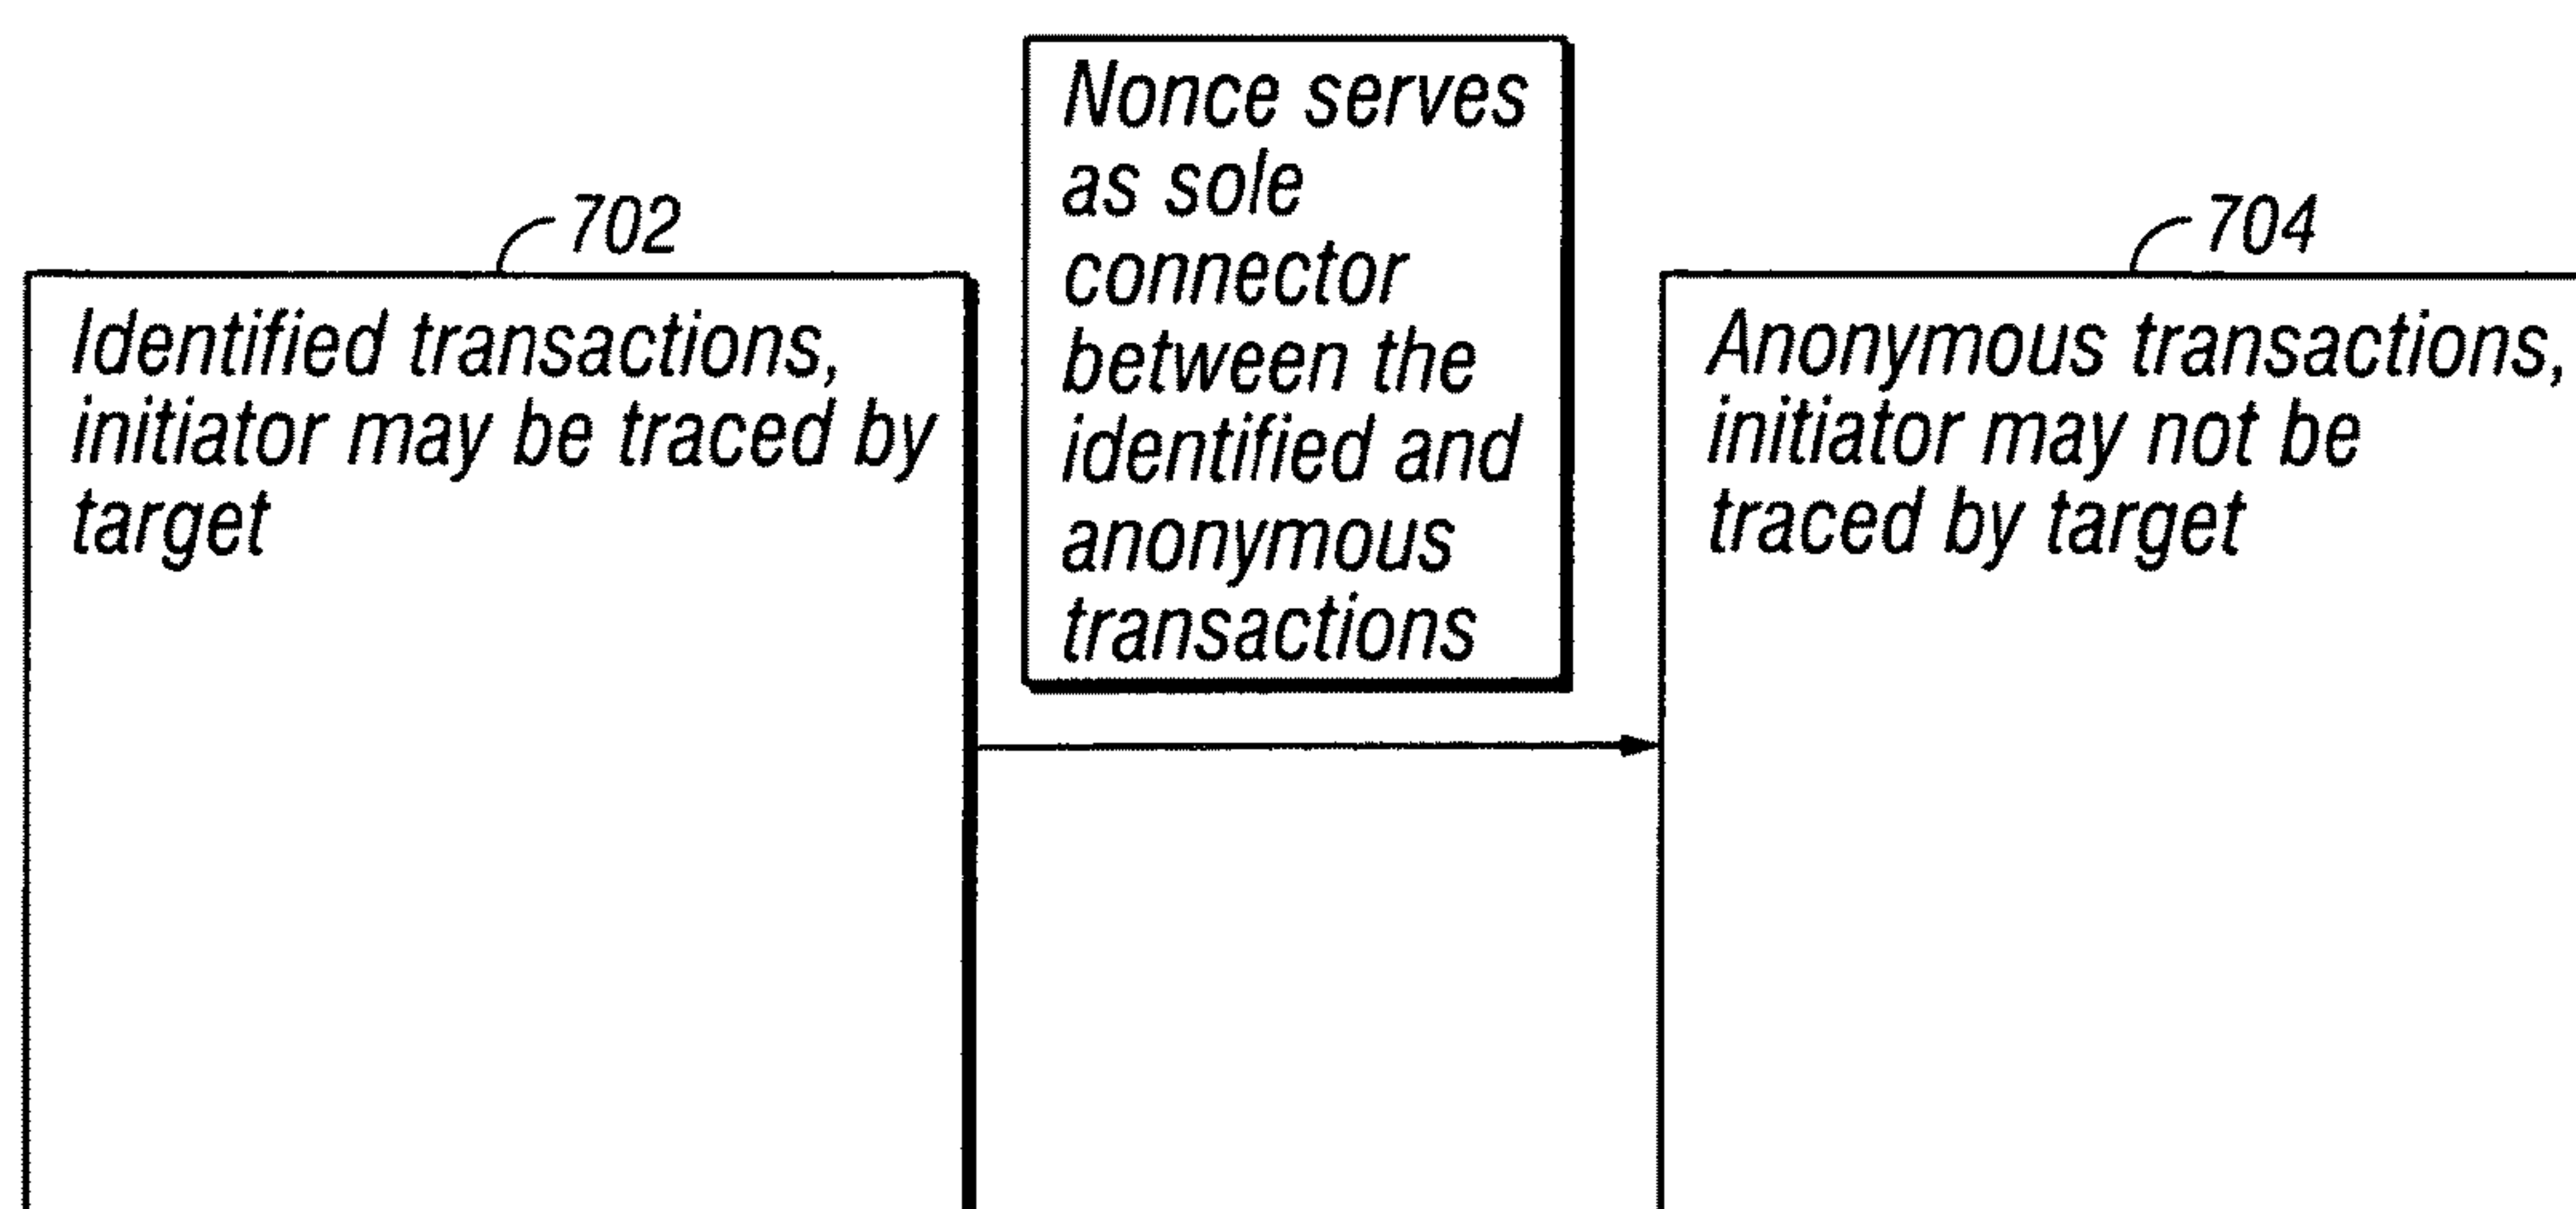 702
Identified transactions,
initiator may be traced by
target
Nonce serves
as sole
connector
between the
identified and
anonymous
transactions
704
Anonymous transactions,
initiator may not be
traced by target